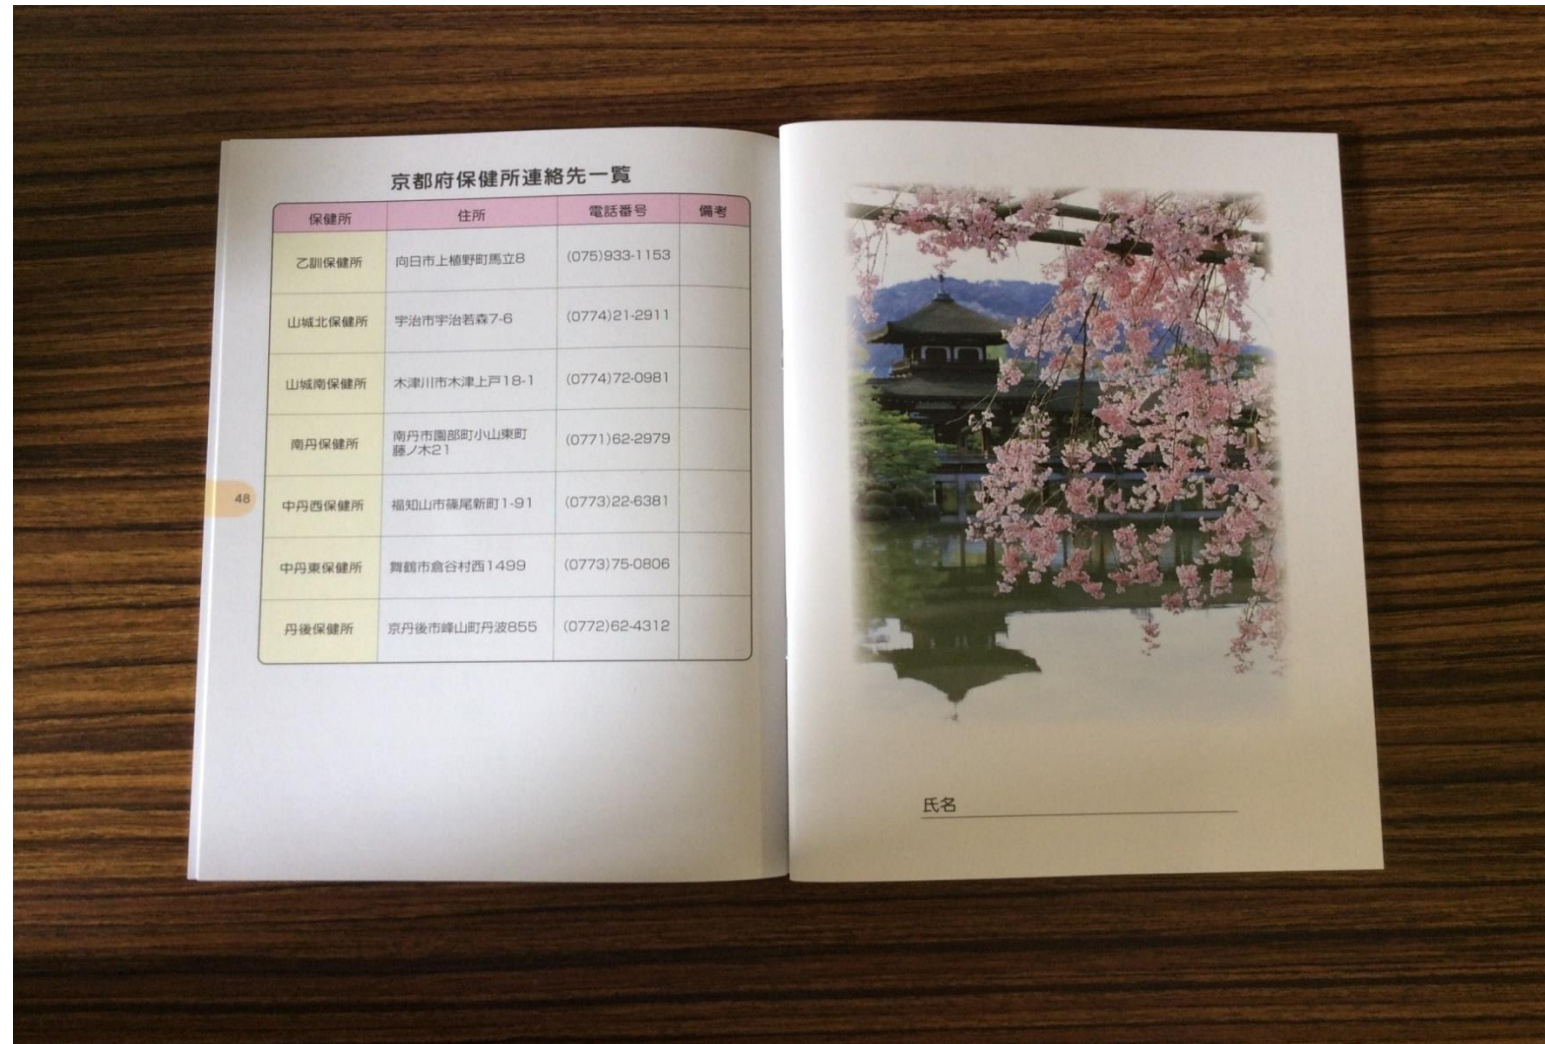 京都府保健所連絡先一覧
保健所 住所 電話番号 備考
乙訓保健所 向日市上植野町馬立8 (075)933-1153
山城北保健所 宇治市宇治若森7-6 (0774)21-2911
山城南保健所 木津川市木津上戸18-1 (0774)72-0981
南丹保健所 南丹市園部町小山東町 (0771)62-2979
藤ノ木21
中丹西保健所 福知山市篠尾新町1-91 (0773)22-6381
中丹東保健所 舞鶴市倉谷村西1499 (0773)75-0806
丹後保健所 京丹後市峰山町丹波855 (0772)62-4312
48
氏名